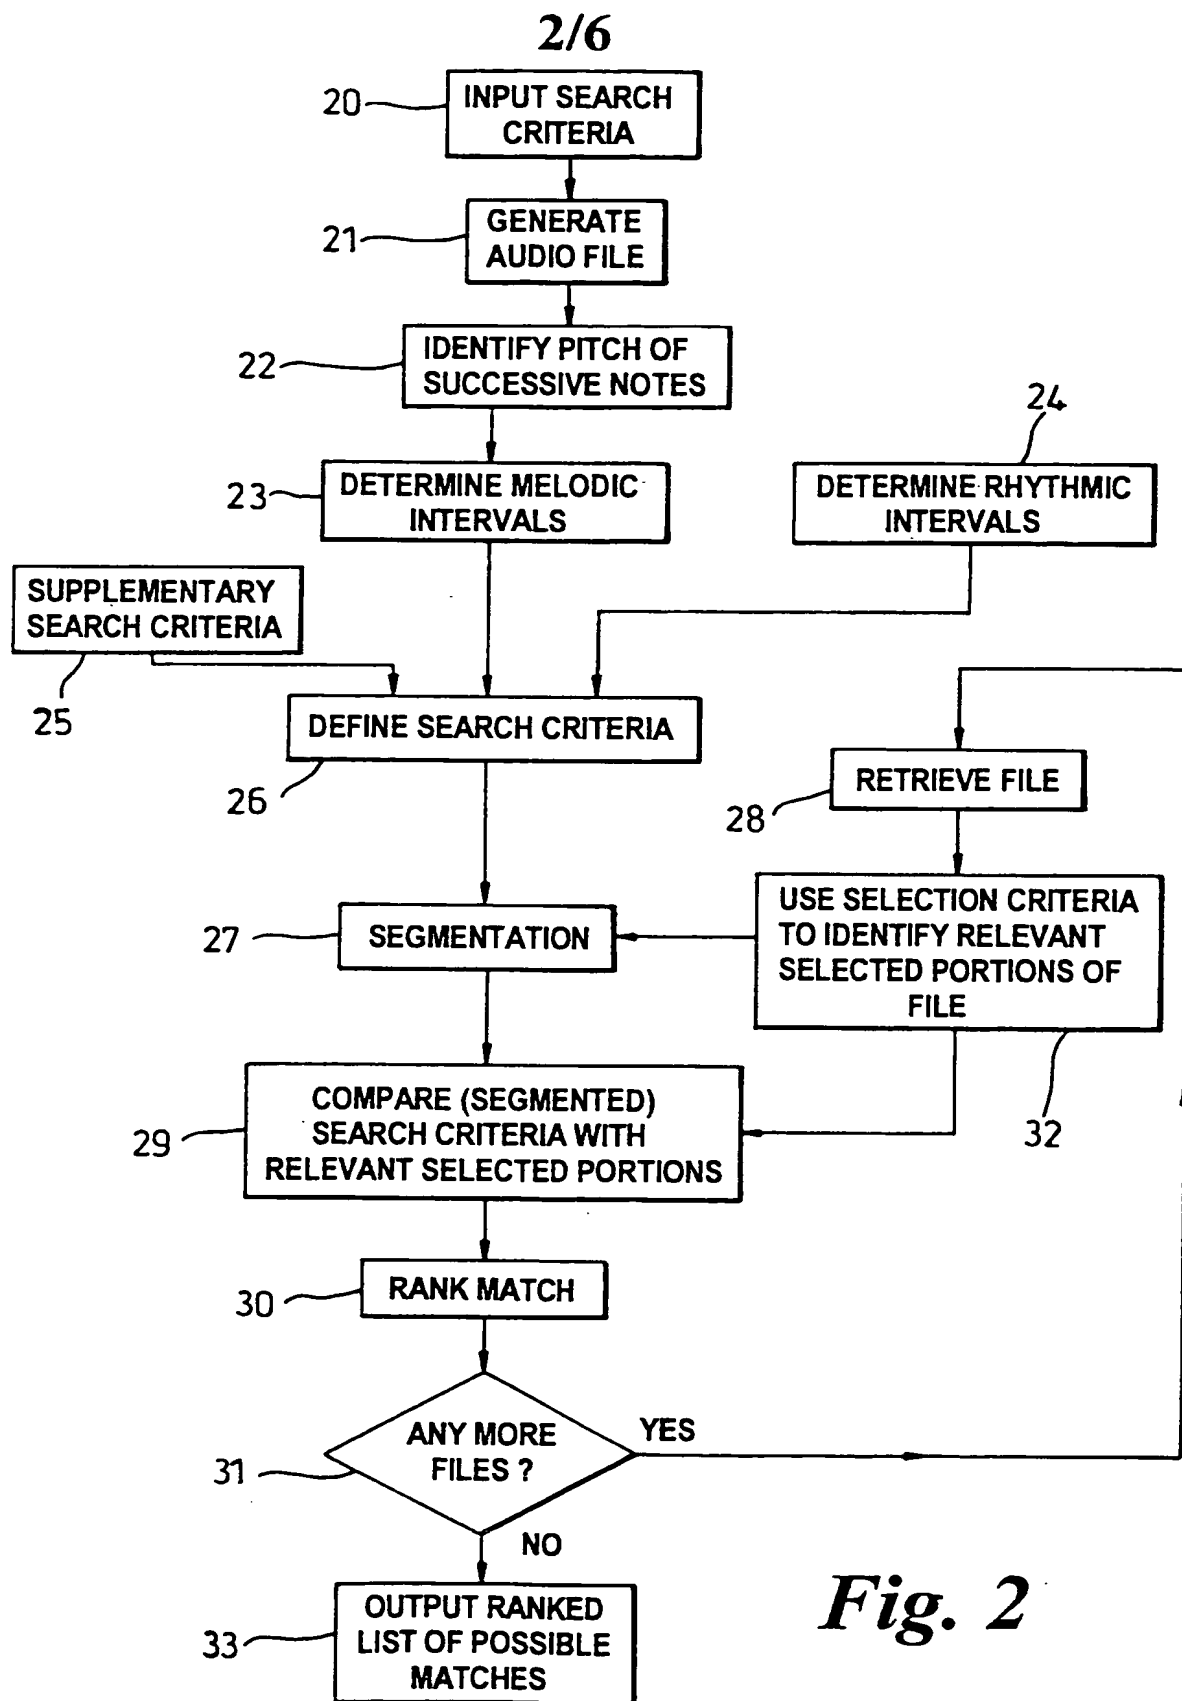 2/6
20
INPUT SEARCH
CRITERIA
21
GENERATE
AUDIO FILE
22
IDENTIFY PITCH OF
SUCCESSIVE NOTES
23
DETERMINE MELODIC
INTERVALS
24
DETERMINE RHYTHMIC
INTERVALS
SUPPLEMENTARY
SEARCH CRITERIA
25
DEFINE SEARCH CRITERIA
26
RETRIEVE FILE
28
27
SEGMENTATION
USE SELECTION CRITERIA
TO IDENTIFY RELEVANT
SELECTED PORTIONS OF
FILE
32
29
COMPARE (SEGMENTED)
SEARCH CRITERIA WITH
RELEVANT SELECTED PORTIONS
30
RANK MATCH
31
ANY MORE
FILES ?
YES
NO
33
OUTPUT RANKED
LIST OF POSSIBLE
MATCHES
Fig. 2